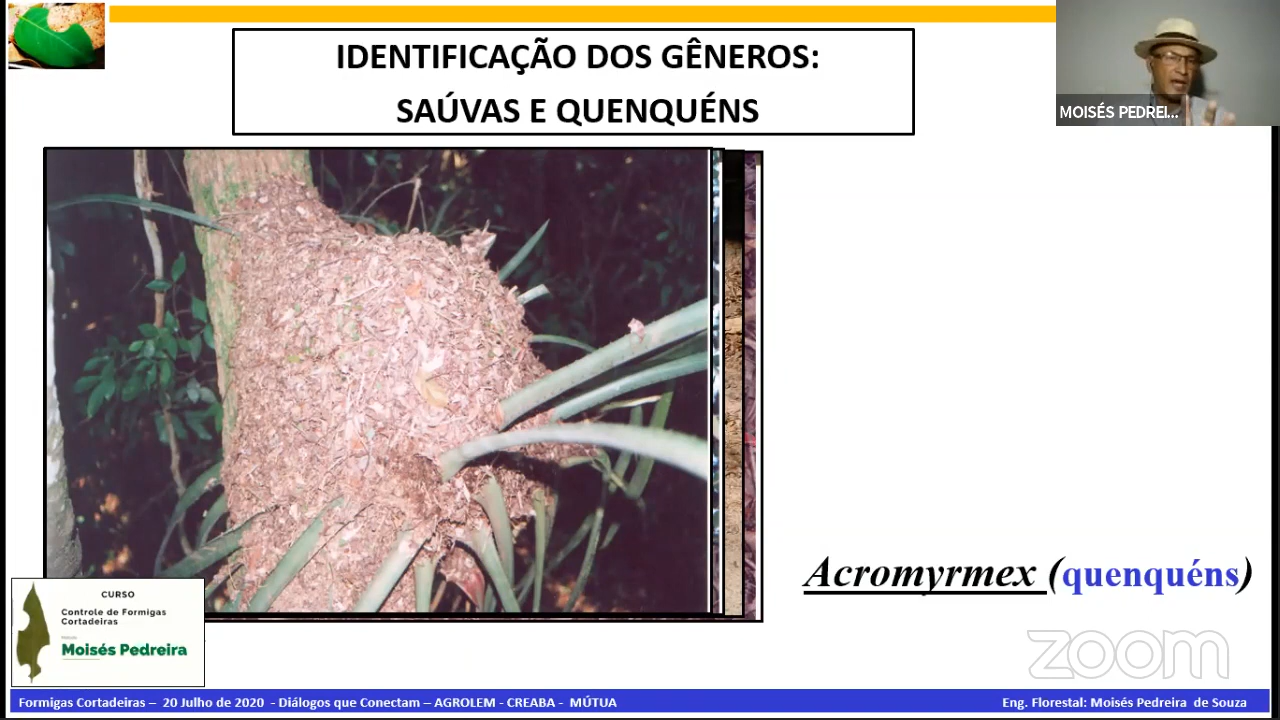 IDENTIFICAÇÃO DOS GÊNEROS:
SAÚVAS E QUENQUÉNS
MOISÉS PEDREI...
Acromyrmex (quenquéns)
CURSO
Controle de Formigas
Cortadeiras
Moisés Pedreira
zoom
Formigas Cortadeiras – 20 Julho de 2020 - Diálogos que Conectam – AGROLEM - CREABA - MÚTUA
Eng. Florestal: Moisés Pedreira de Souza